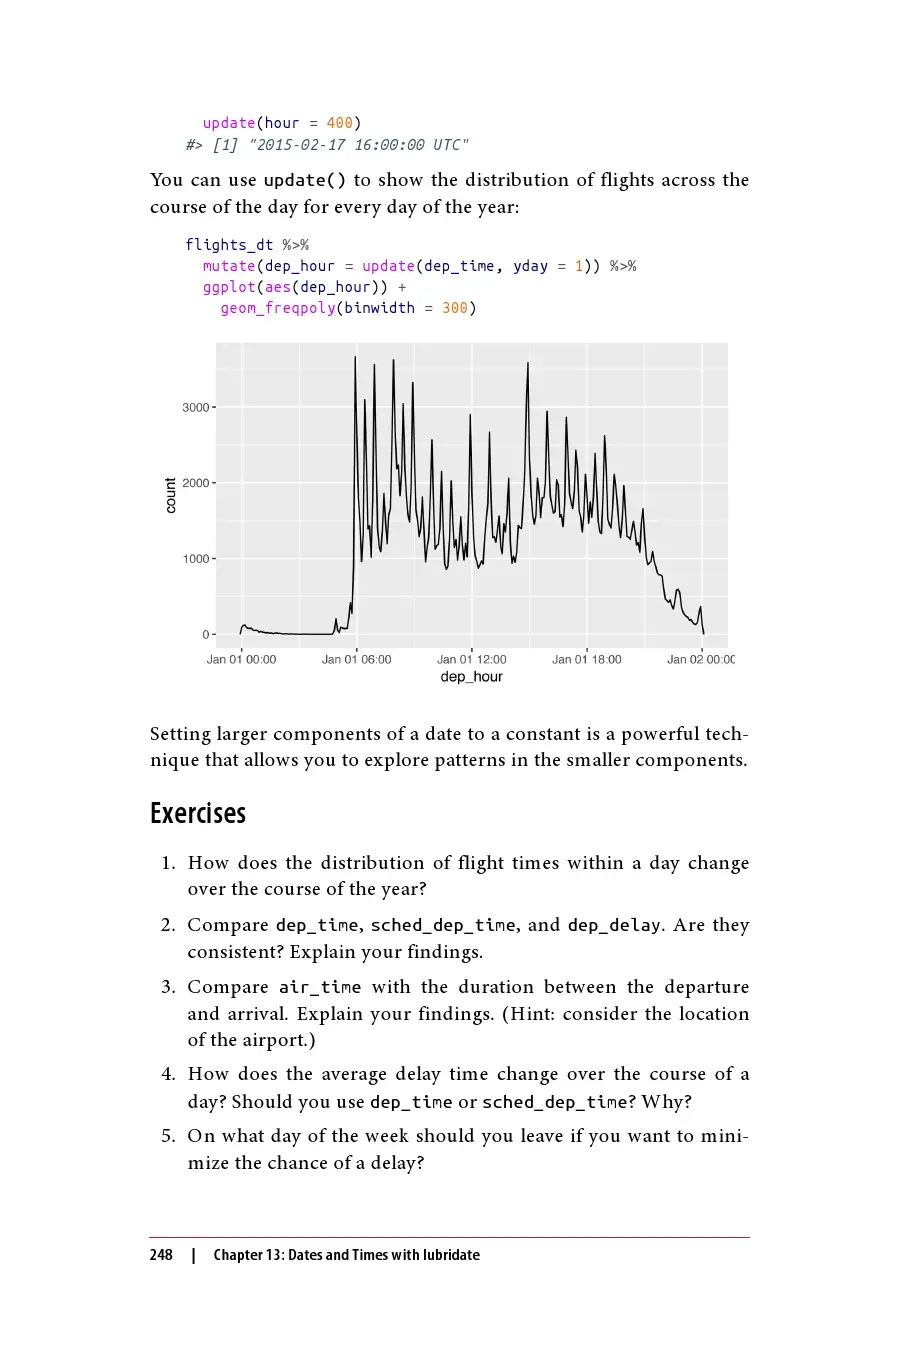 update(hour = 400)
#> [1] "2015-02-17 16:00:00 UTC"
You can use update() to show the distribution of flights across the
course of the day for every day of the year:
flights_dt %>%
mutate(dep_hour = update(dep_time, yday = 1)) %>%
ggplot(aes(dep_hour)) +
geom_freqpoly(binwidth = 300)
3000
2000
1000
0
count
Jan 01 00:00 Jan 01 06:00 Jan 01 12:00 Jan 01 18:00 Jan 02 00:00
dep_hour
Setting larger components of a date to a constant is a powerful tech-
nique that allows you to explore patterns in the smaller components.
Exercises
1. How does the distribution of flight times within a day change
over the course of the year?
2. Compare dep_time, sched_dep_time, and dep_delay. Are they
consistent? Explain your findings.
3. Compare air_time with the duration between the departure
and arrival. Explain your findings. (Hint: consider the location
of the airport.)
4. How does the average delay time change over the course of a
day? Should you use dep_time or sched_dep_time? Why?
5. On what day of the week should you leave if you want to mini-
mize the chance of a delay?
248 | Chapter 13: Dates and Times with lubridate